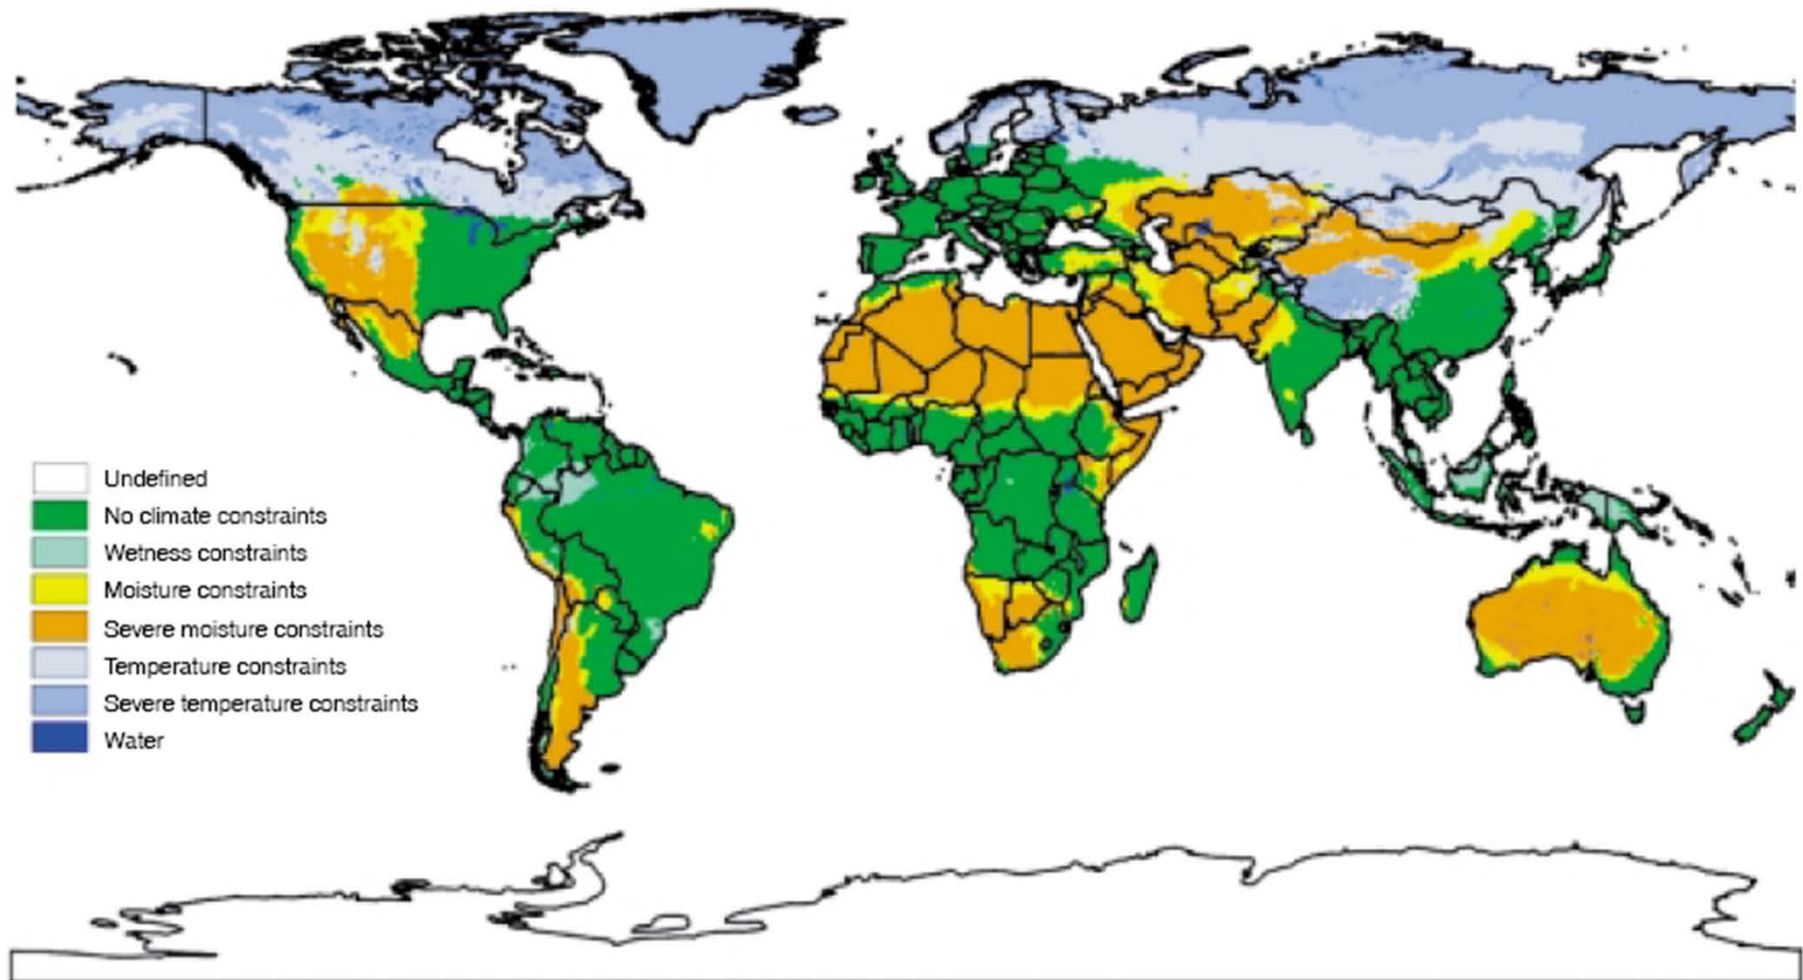 Undefined
No climate constraints
Wetness constraints
Moisture constraints
Severe moisture constraints
Temperature constraints
Severe temperature constraints
Water